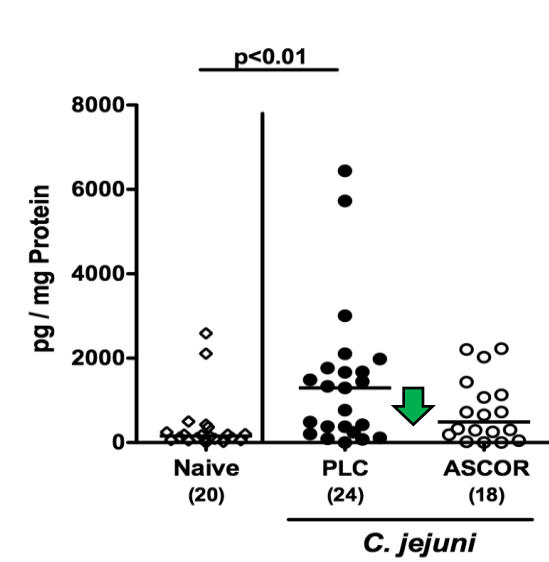 p<0.01
8000
6000
4000
2000
0
pg / mg Protein
Naive PLC ASCOR
(20) (24) (18)
C. jejuni